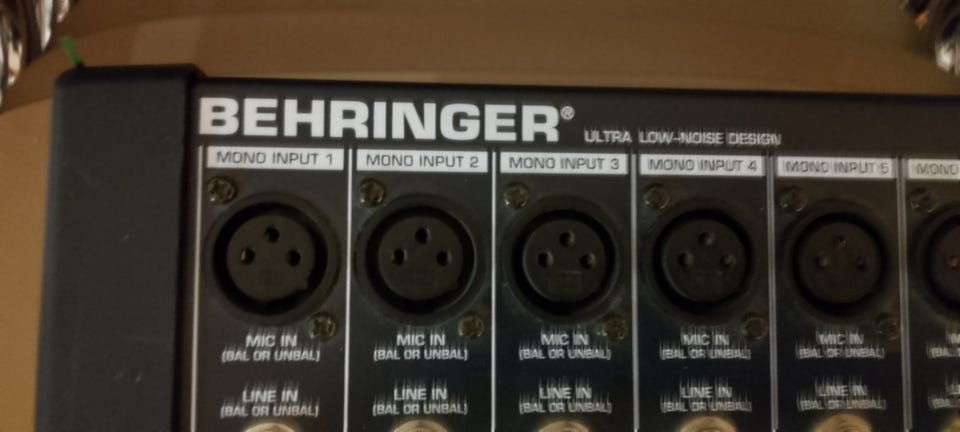 BEHRINGER®
ULTRA LOW-NOISE DESIGN
MONO INPUT 1 MONO INPUT 2 MONO INPUT 3 MONO INPUT 4 MONO INPUT 5 MONO
MIC IN MIC IN MIC IN MIC IN MIC IN
(BAL OR UNBAL) (BAL OR UNBAL) (BAL OR UNBAL) (BAL OR UNBAL) (BAL OR UNBAL)
LINE IN LINE IN LINE IN LINE IN LINE IN
(BAL OR UNBAL) (BAL OR UNBAL) (BAL OR UNBAL) (BAL OR UNBAL) (BAL OR UNBAL)